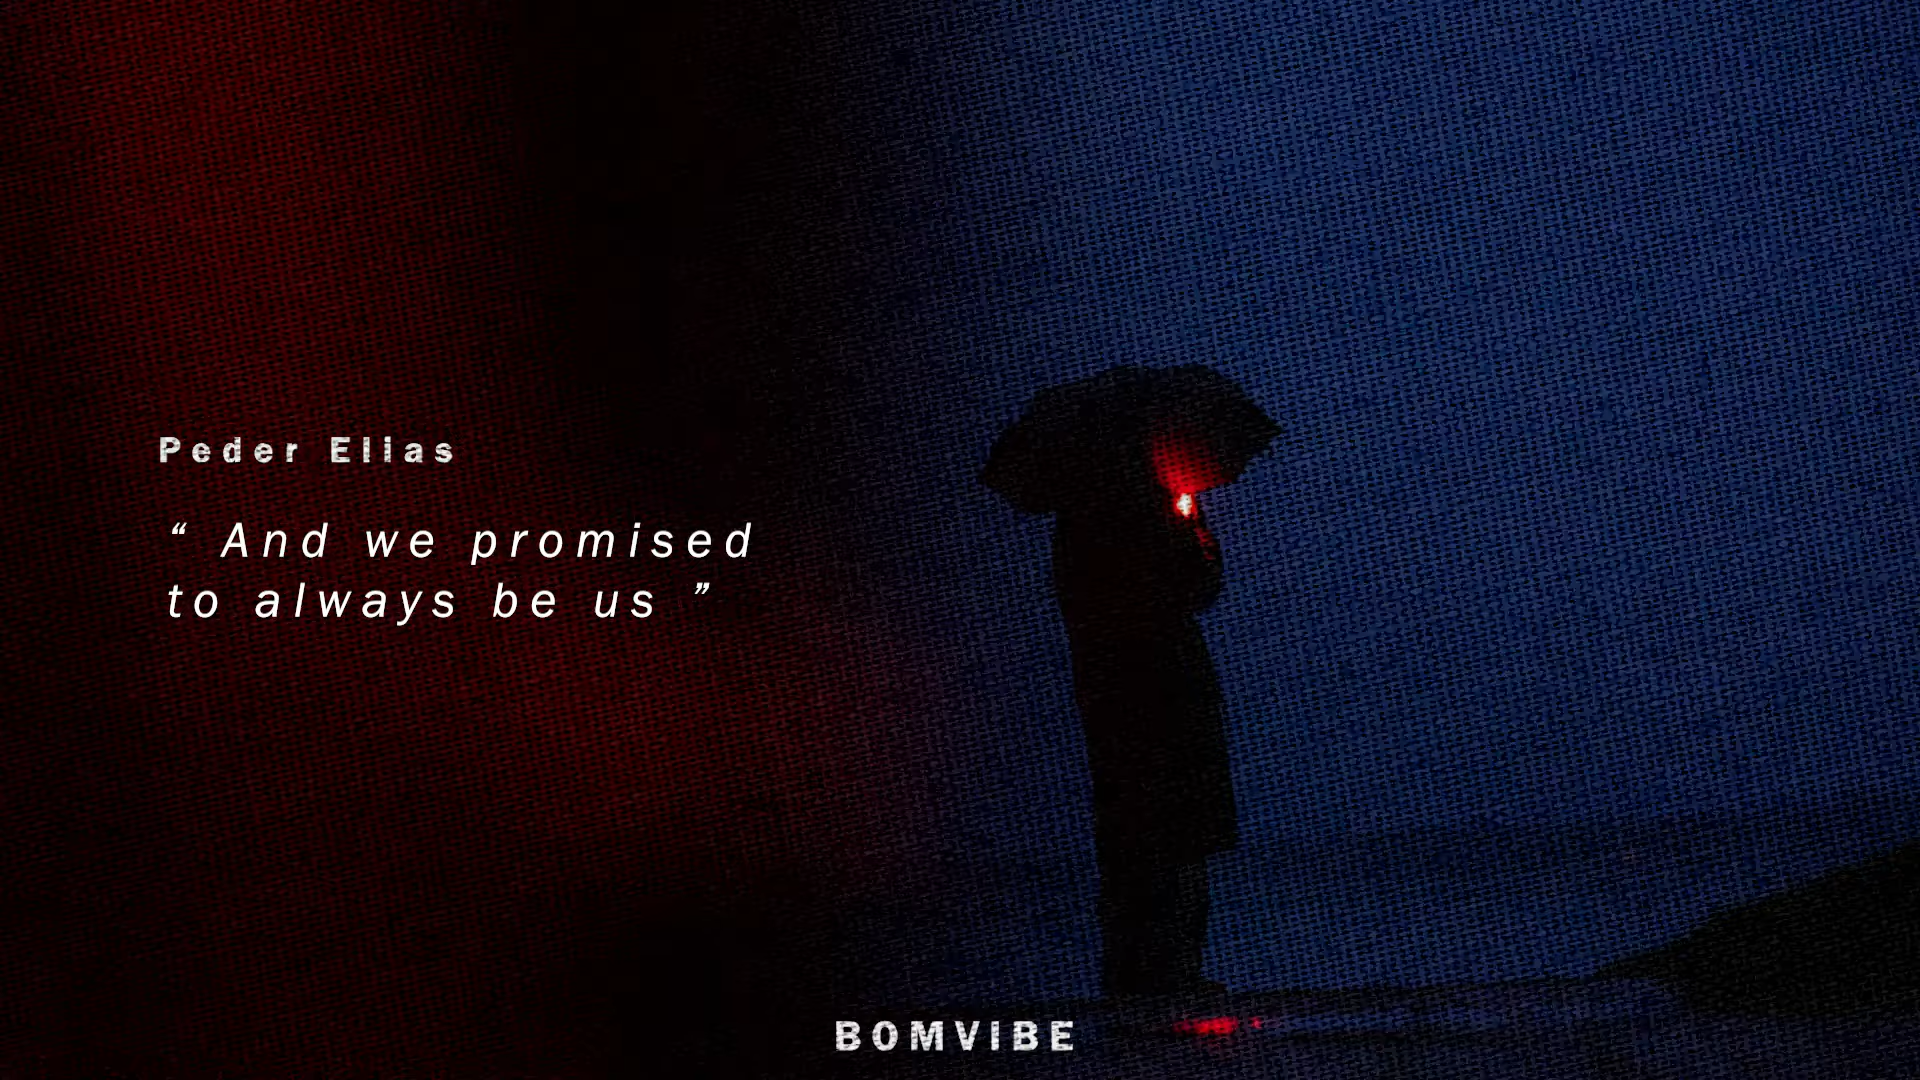 Peder Elias
“ And we promised
to always be us ”
BOMVIBE